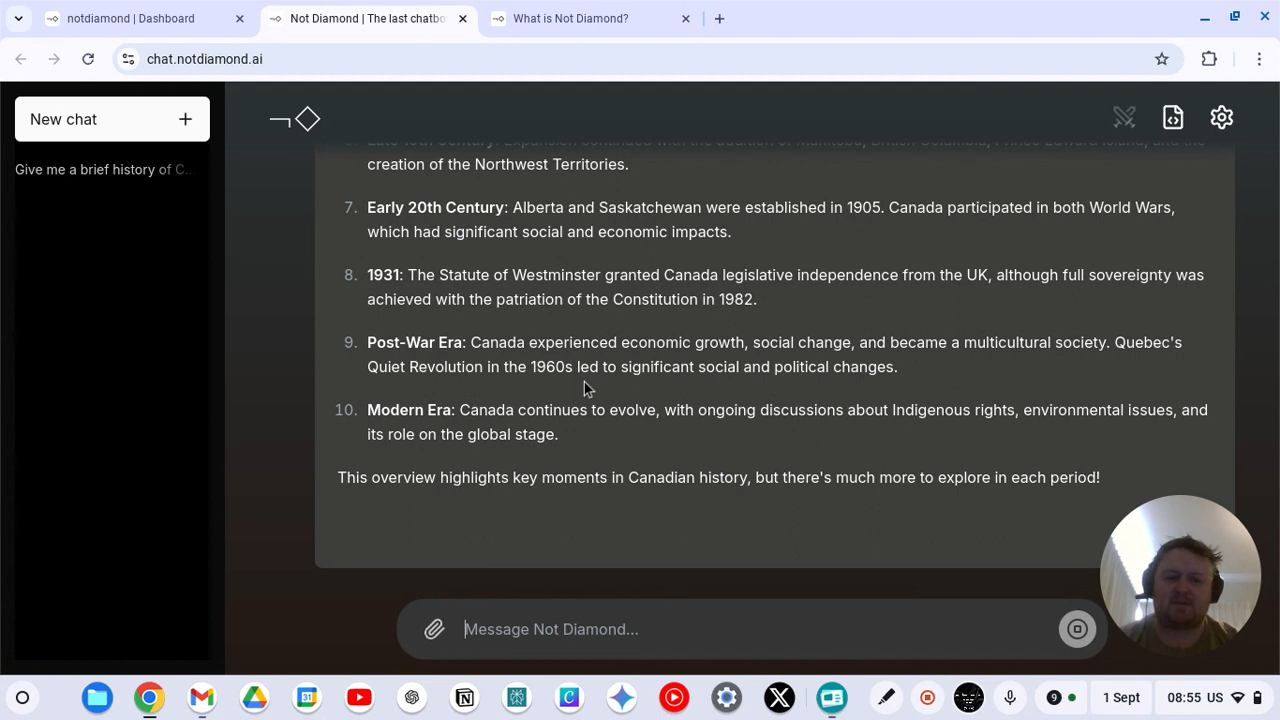 notdiamond | Dashboard
Not Diamond | The last chatbo
What is Not Diamond?
chat.notdiamond.ai
New chat
Give me a brief history of C...
creation of the Northwest Territories.
7. Early 20th Century: Alberta and Saskatchewan were established in 1905. Canada participated in both World Wars,
which had significant social and economic impacts.
8. 1931: The Statute of Westminster granted Canada legislative independence from the UK, although full sovereignty was
achieved with the patriation of the Constitution in 1982.
9. Post-War Era: Canada experienced economic growth, social change, and became a multicultural society. Quebec's
Quiet Revolution in the 1960s led to significant social and political changes.
10. Modern Era: Canada continues to evolve, with ongoing discussions about Indigenous rights, environmental issues, and
its role on the global stage.
This overview highlights key moments in Canadian history, but there's much more to explore in each period!
Message Not Diamond...
31
9
1 Sept
08:55 US